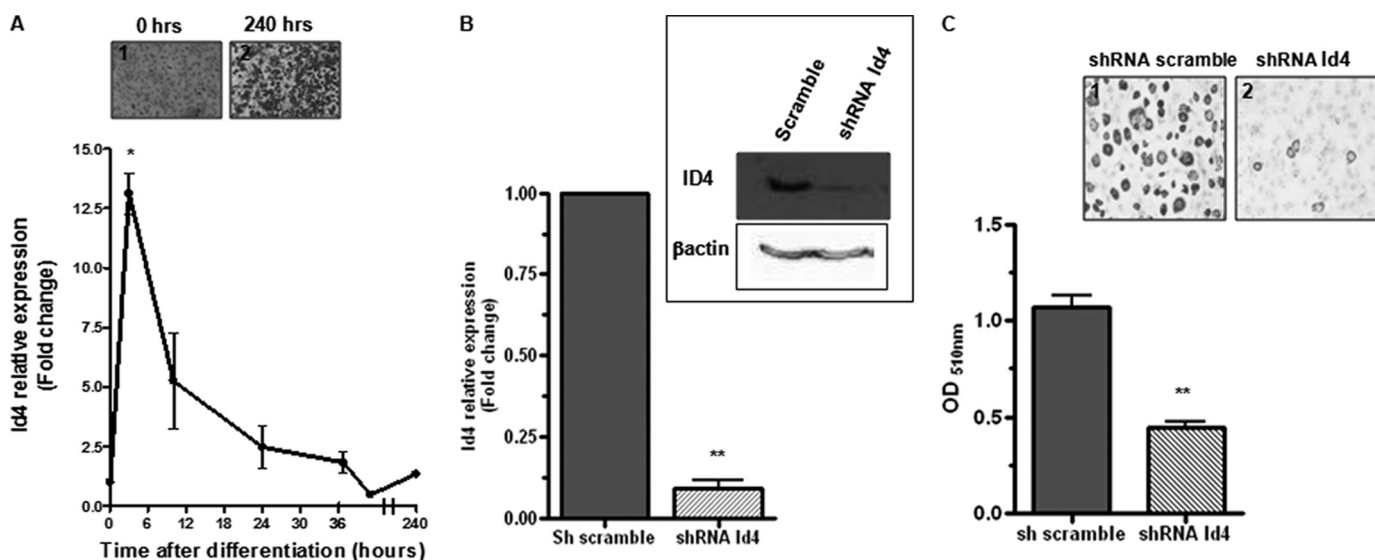 A
0 hrs
240 hrs
1
2
15.0
12.5
10.0
7.5
5.0
2.5
0.0
*
Id4 relative expression
(Fold change)
0
6
12
18
24
30
36
240
Time after differentiation (hours)
B
Scramble
shRNA Id4
ID4
βactin
1.00
0.75
0.50
0.25
0.00
Id4 relative expression
(Fold change)
**
Sh scramble
shRNA Id4
C
shRNA scramble
shRNA Id4
1
2
1.5
1.0
0.5
0.0
OD 510nm
**
sh scramble
shRNA Id4